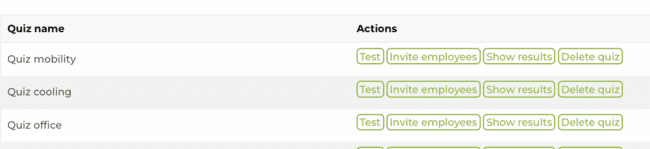 Quiz name Actions
Quiz mobility Test Invite employees Show results Delete quiz
Quiz cooling Test Invite employees Show results Delete quiz
Quiz office Test Invite employees Show results Delete quiz